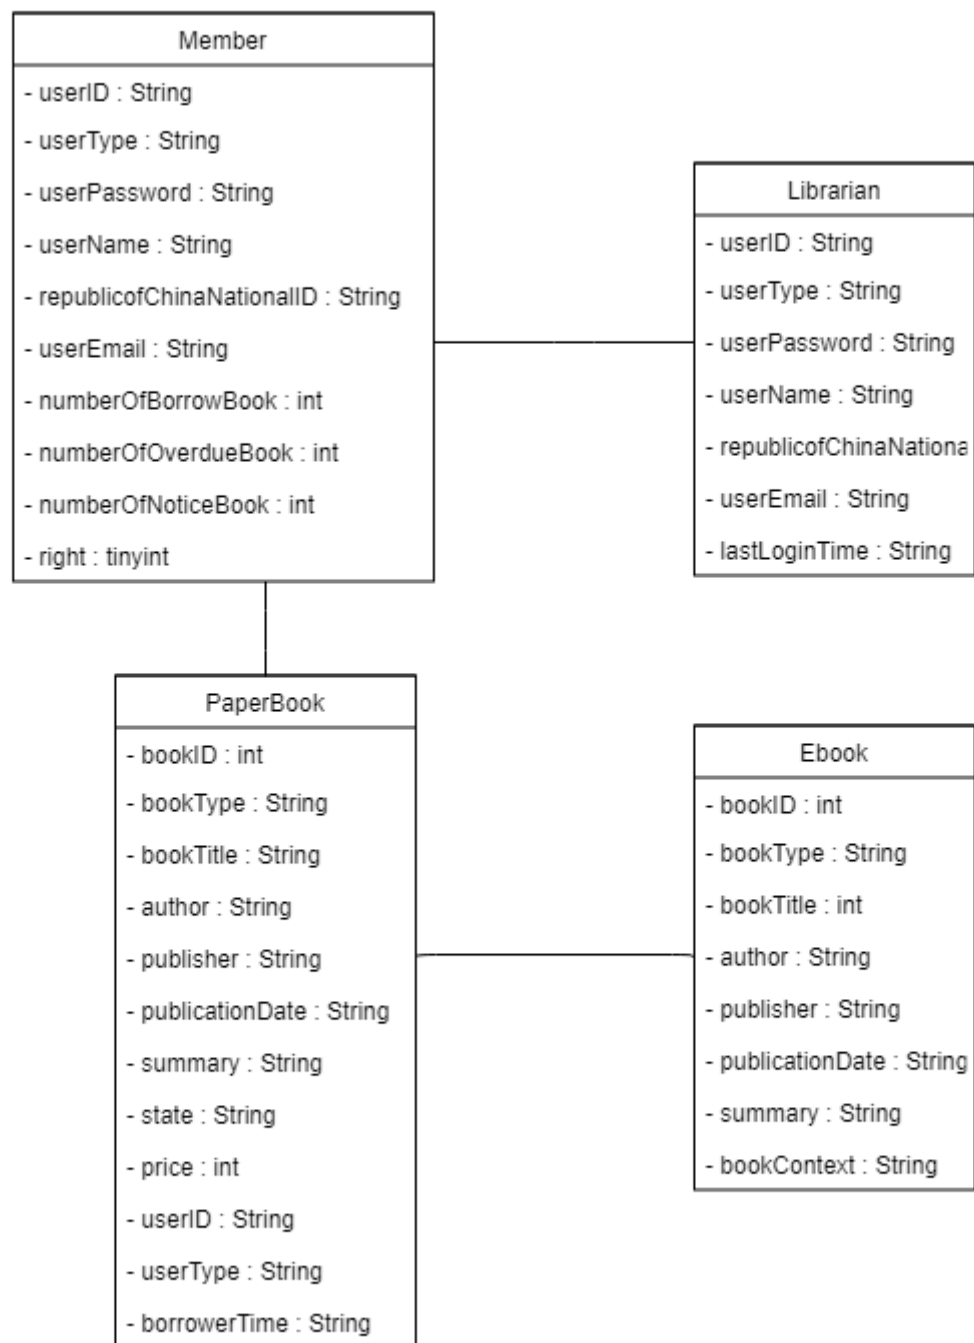 Member
- userID : String
- userType : String
- userPassword : String
- userName : String
- republicofChinaNationalID : String
- userEmail : String
- numberOfBorrowBook : int
- numberOfOverdueBook : int
- numberOfNoticeBook : int
- right : tinyint
Librarian
- userID : String
- userType : String
- userPassword : String
- userName : String
- republicofChinaNationa
- userEmail : String
- lastLoginTime : String
PaperBook
- bookID : int
- bookType : String
- bookTitle : String
- author : String
- publisher : String
- publicationDate : String
- summary : String
- state : String
- price : int
- userID : String
- userType : String
- borrowerTime : String
Ebook
- bookID : int
- bookType : String
- bookTitle : int
- author : String
- publisher : String
- publicationDate : String
- summary : String
- bookContext : String